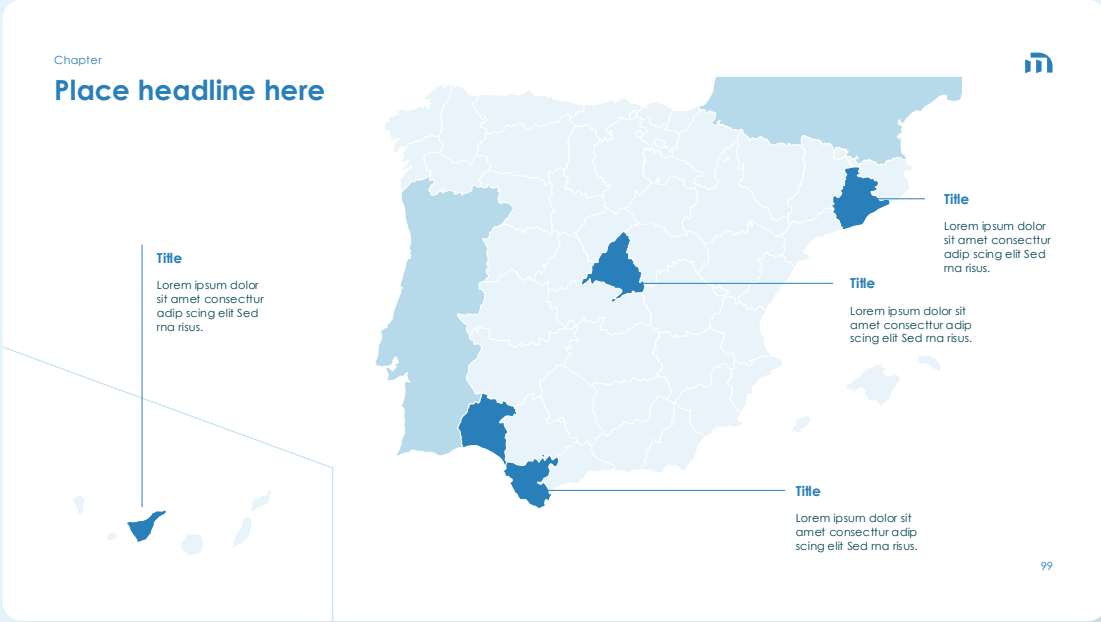 Chapter
Place headline here
Title
Lorem ipsum dolor
sit amet consecttur
adip scing elit Sed
rna risus.
Title
Lorem ipsum dolor sit
amet consecttur adip
scing elit Sed rna risus.
Title
Lorem ipsum dolor
sit amet consecttur
adip scing elit Sed
rna risus.
Title
Lorem ipsum dolor sit
amet consecttur adip
scing elit Sed rna risus.
99